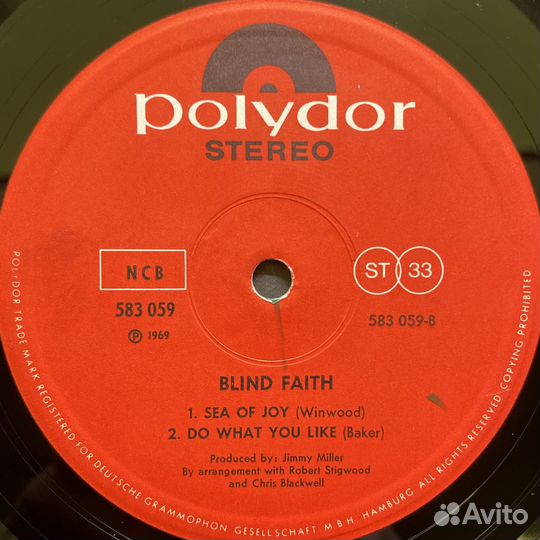 polydor
STEREO
NCB
583 059
℗ 1969
ST 33
583 059-B
BLIND FAITH
1. SEA OF JOY (Winwood)
2. DO WHAT YOU LIKE (Baker)
Produced by: Jimmy Miller
By arrangement with Robert Stigwood
and Chris Blackwell
POLYDOR TRADE MARK REGISTERED FOR DEUTSCHE GRAMMOPHON GESELLSCHAFT M B H · HAMBURG ALL RIGHTS RESERVED COPYING PROHIBITED
Avito